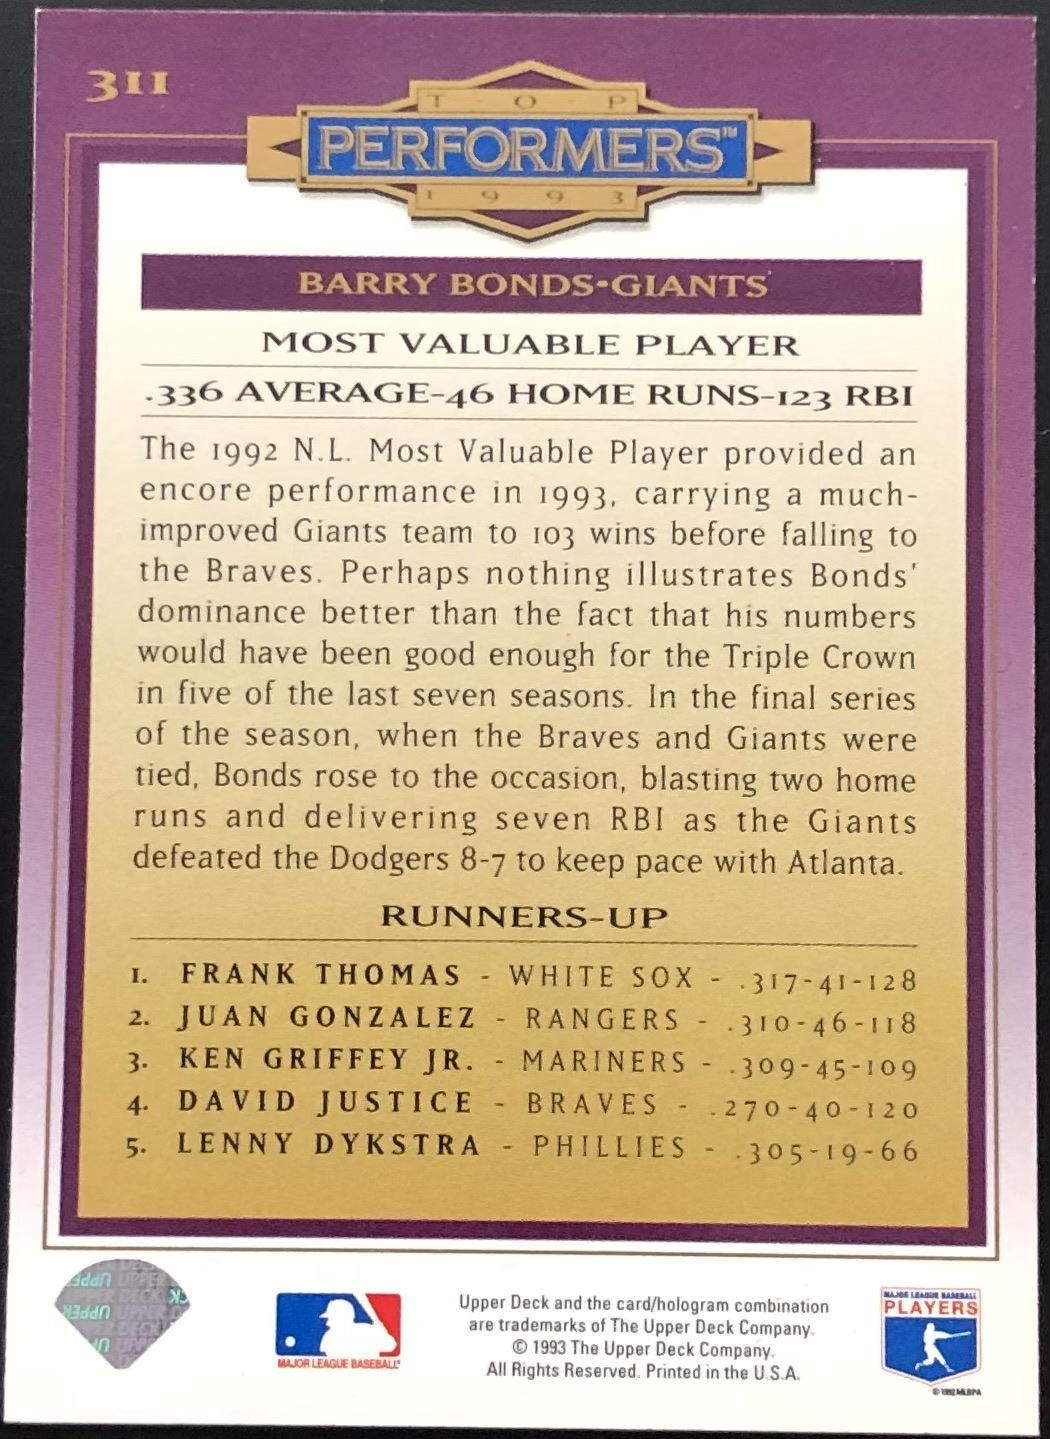 311
T·O·P
PERFORMERS™
1993
BARRY BONDS•GIANTS
MOST VALUABLE PLAYER
.336 AVERAGE-46 HOME RUNS-123 RBI
The 1992 N.L. Most Valuable Player provided an
encore performance in 1993, carrying a much-
improved Giants team to 103 wins before falling to
the Braves. Perhaps nothing illustrates Bonds'
dominance better than the fact that his numbers
would have been good enough for the Triple Crown
in five of the last seven seasons. In the final series
of the season, when the Braves and Giants were
tied, Bonds rose to the occasion, blasting two home
runs and delivering seven RBI as the Giants
defeated the Dodgers 8-7 to keep pace with Atlanta.
RUNNERS-UP
1. FRANK THOMAS - WHITE SOX - .317-41-128
2. JUAN GONZALEZ - RANGERS - .310-46-118
3. KEN GRIFFEY JR. - MARINERS - .309-45-109
4. DAVID JUSTICE - BRAVES - .270-40-120
5. LENNY DYKSTRA - PHILLIES - .305-19-66
UPPER DECK
MAJOR LEAGUE BASEBALL
Upper Deck and the card/hologram combination
are trademarks of The Upper Deck Company.
© 1993 The Upper Deck Company.
All Rights Reserved. Printed in the U.S.A.
MAJOR LEAGUE BASEBALL
PLAYERS
© 1992 MLBPA